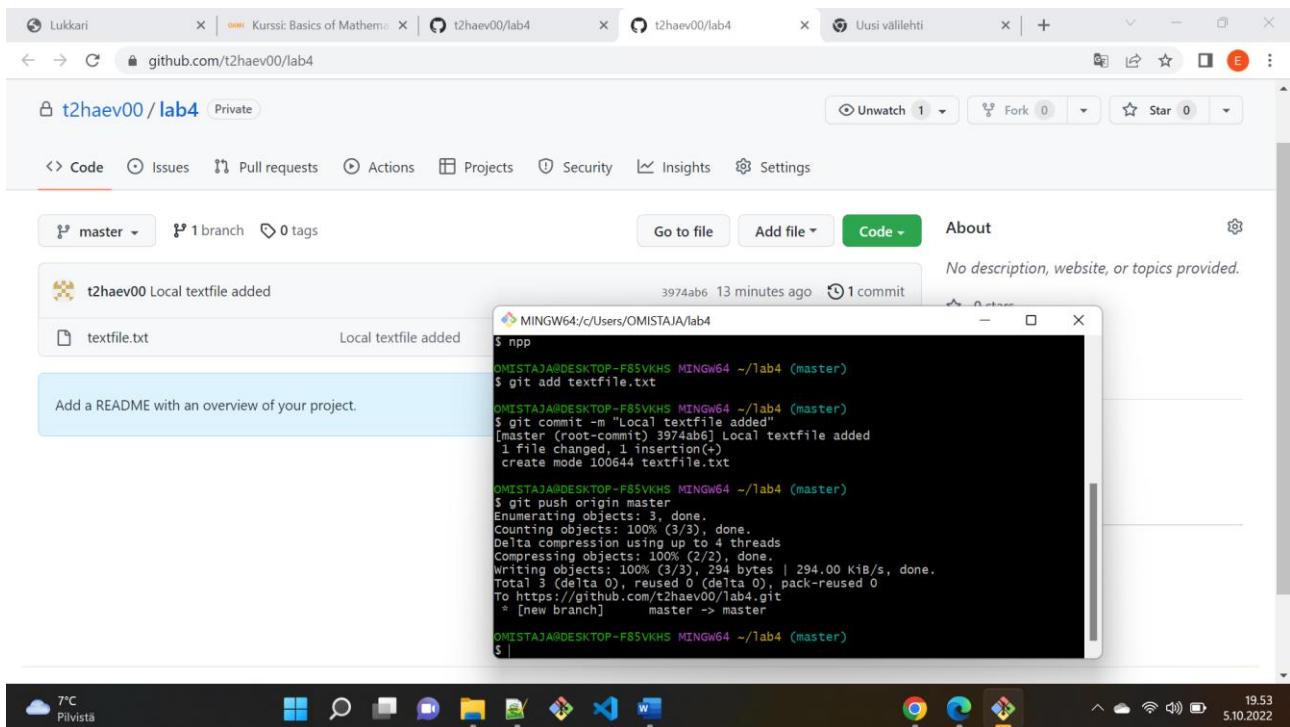 Lukkari
Kurssi: Basics of Mathema
t2haev00/lab4
t2haev00/lab4
Uusi välilehti
github.com/t2haev00/lab4
E
t2haev00 / lab4 Private
Unwatch 1
Fork 0
Star 0
<> Code Issues Pull requests Actions Projects Security Insights Settings
master 1 branch 0 tags
Go to file Add file Code
About
No description, website, or topics provided.
t2haev00 Local textfile added 3974ab6 13 minutes ago 1 commit
0 stars
textfile.txt Local textfile added
Add a README with an overview of your project.
MINGW64:/c/Users/OMISTAJA/lab4
$ npp
OMISTAJA@DESKTOP-F85VKHS MINGW64 ~/lab4 (master)
$ git add textfile.txt
OMISTAJA@DESKTOP-F85VKHS MINGW64 ~/lab4 (master)
$ git commit -m "Local textfile added"
[master (root-commit) 3974ab6] Local textfile added
1 file changed, 1 insertion(+)
create mode 100644 textfile.txt
OMISTAJA@DESKTOP-F85VKHS MINGW64 ~/lab4 (master)
$ git push origin master
Enumerating objects: 3, done.
Counting objects: 100% (3/3), done.
Delta compression using up to 4 threads
Compressing objects: 100% (2/2), done.
Writing objects: 100% (3/3), 294 bytes | 294.00 KiB/s, done.
Total 3 (delta 0), reused 0 (delta 0), pack-reused 0
To https://github.com/t2haev00/lab4.git
* [new branch] master -> master
OMISTAJA@DESKTOP-F85VKHS MINGW64 ~/lab4 (master)
$
7°C
Pilvistä
W
19.53
5.10.2022